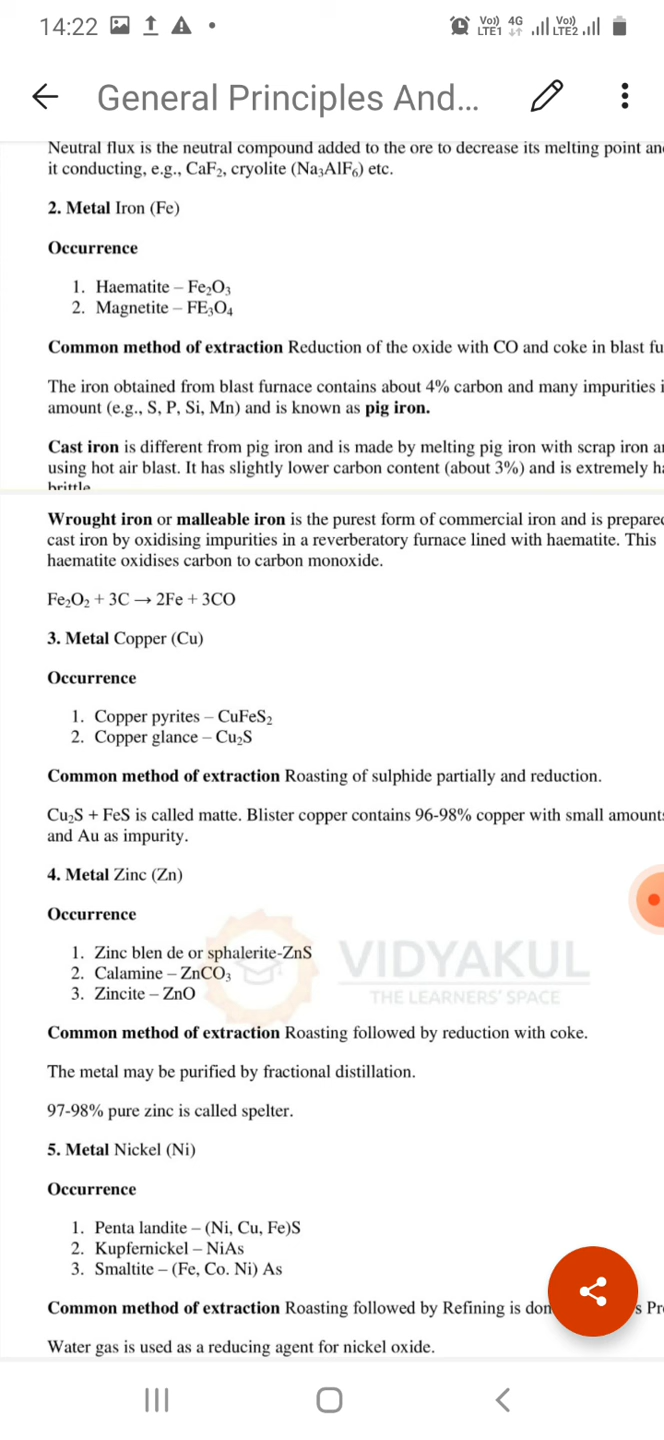 14:22
Vo)) 4G Vo))
LTE1 LTE2
General Principles And...
Neutral flux is the neutral compound added to the ore to decrease its melting point an
it conducting, e.g., CaF₂, cryolite (Na₃AlF₆) etc.
2. Metal Iron (Fe)
Occurrence
1. Haematite – Fe₂O₃
2. Magnetite – FE₃O₄
Common method of extraction Reduction of the oxide with CO and coke in blast fu
The iron obtained from blast furnace contains about 4% carbon and many impurities i
amount (e.g., S, P, Si, Mn) and is known as pig iron.
Cast iron is different from pig iron and is made by melting pig iron with scrap iron a
using hot air blast. It has slightly lower carbon content (about 3%) and is extremely ha
brittle
Wrought iron or malleable iron is the purest form of commercial iron and is prepared
cast iron by oxidising impurities in a reverberatory furnace lined with haematite. This
haematite oxidises carbon to carbon monoxide.
Fe₂O₂ + 3C → 2Fe + 3CO
3. Metal Copper (Cu)
Occurrence
1. Copper pyrites – CuFeS₂
2. Copper glance – Cu₂S
Common method of extraction Roasting of sulphide partially and reduction.
Cu₂S + FeS is called matte. Blister copper contains 96-98% copper with small amounts
and Au as impurity.
4. Metal Zinc (Zn)
Occurrence
1. Zinc blen de or sphalerite-ZnS
2. Calamine – ZnCO₃
3. Zincite – ZnO
VIDYAKUL
THE LEARNERS' SPACE
Common method of extraction Roasting followed by reduction with coke.
The metal may be purified by fractional distillation.
97-98% pure zinc is called spelter.
5. Metal Nickel (Ni)
Occurrence
1. Penta landite – (Ni, Cu, Fe)S
2. Kupfernickel – NiAs
3. Smaltite – (Fe, Co. Ni) As
Common method of extraction Roasting followed by Refining is don s Pr
Water gas is used as a reducing agent for nickel oxide.